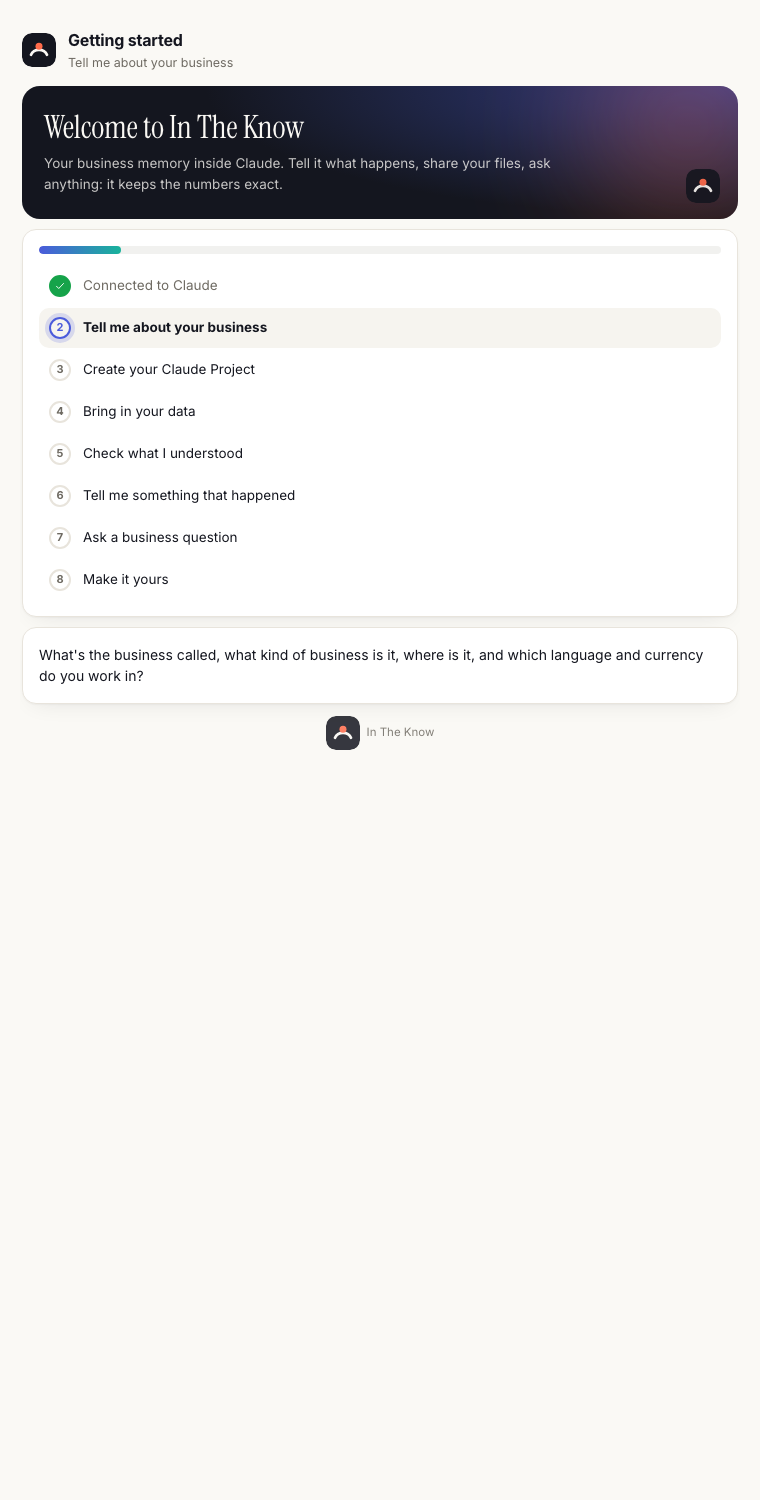 Getting started
Tell me about your business
Welcome to In The Know
Your business memory inside Claude. Tell it what happens, share your files, ask
anything: it keeps the numbers exact.
Connected to Claude
2 Tell me about your business
3 Create your Claude Project
4 Bring in your data
5 Check what I understood
6 Tell me something that happened
7 Ask a business question
8 Make it yours
What's the business called, what kind of business is it, where is it, and which language and currency
do you work in?
In The Know